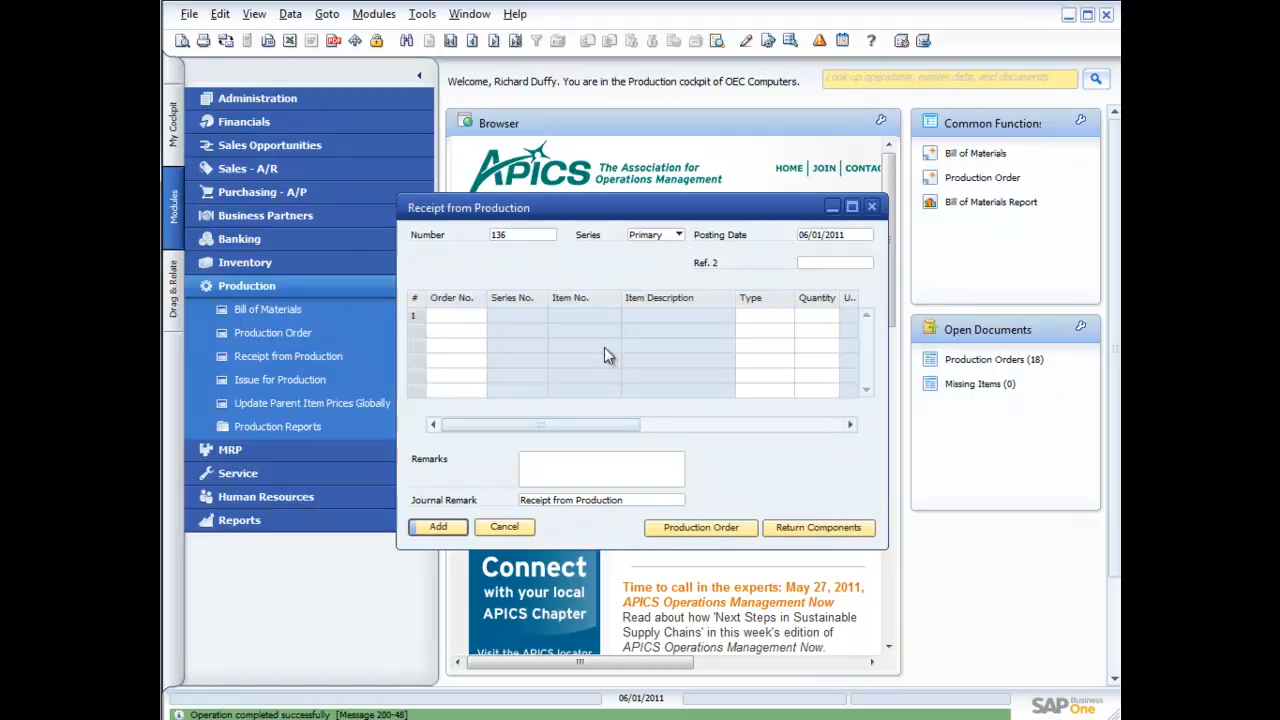 File Edit View Data Goto Modules Tools Window Help
Welcome, Richard Duffy. You are in the Production cockpit of OEC Computers.
Look up operations, master data, and documents
My Cockpit
Modules
Drag & Relate
Administration
Financials
Sales Opportunities
Sales - A/R
Purchasing - A/P
Business Partners
Banking
Inventory
Production
Bill of Materials
Production Order
Receipt from Production
Issue for Production
Update Parent Item Prices Globally
Production Reports
MRP
Service
Human Resources
Reports
Browser
APICS The Association for
Operations Management
HOME JOIN CONTAC
Receipt from Production
Number 136 Series Primary Posting Date 06/01/2011
Ref. 2
# Order No. Series No. Item No. Item Description Type Quantity U..
1
Remarks
Journal Remark Receipt from Production
Add Cancel Production Order Return Components
Connect
with your local
APICS Chapter
Visit the APICS locator
Time to call in the experts: May 27, 2011,
APICS Operations Management Now
Read about how 'Next Steps in Sustainable
Supply Chains' in this week's edition of
APICS Operations Management Now.
Common Functions
Bill of Materials
Production Order
Bill of Materials Report
Open Documents
Production Orders (18)
Missing Items (0)
06/01/2011
Operation completed successfully [Message 200-48]
SAP Business One